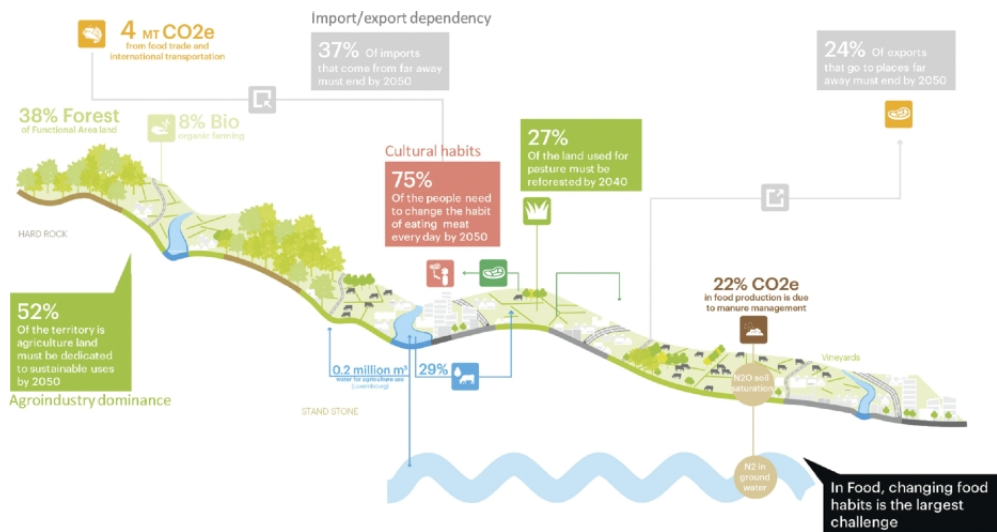 Import/export dependency
4 MT CO2e
from food trade and
international transportation
37% Of imports
that come from far away
must end by 2050
24% Of exports
that go to places far
away must end by 2050
38% Forest
of Functional Area land
8% Bio
organic farming
Cultural habits
75%
Of the people need
to change the habit
of eating meat
every day by 2050
27%
Of the land used for
pasture must be
reforested by 2040
HARD ROCK
52%
Of the territory is
agriculture land
must be dedicated
to sustainable uses
by 2050
Agroindustry dominance
22% CO2e
in food production is due
to manure management
0.2 million m³
water for agriculture use
(Luxembourg)
29%
STAND STONE
Vineyards
N2O soil
saturation
N2 in
ground
water
In Food, changing food
habits is the largest
challenge